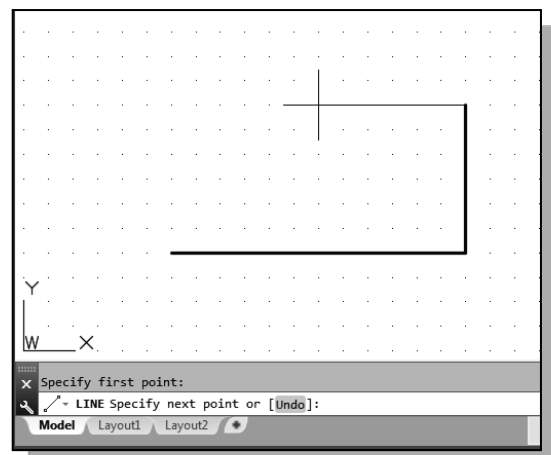 Y
W X
Specify first point:
LINE Specify next point or [Undo]:
Model Layout1 Layout2